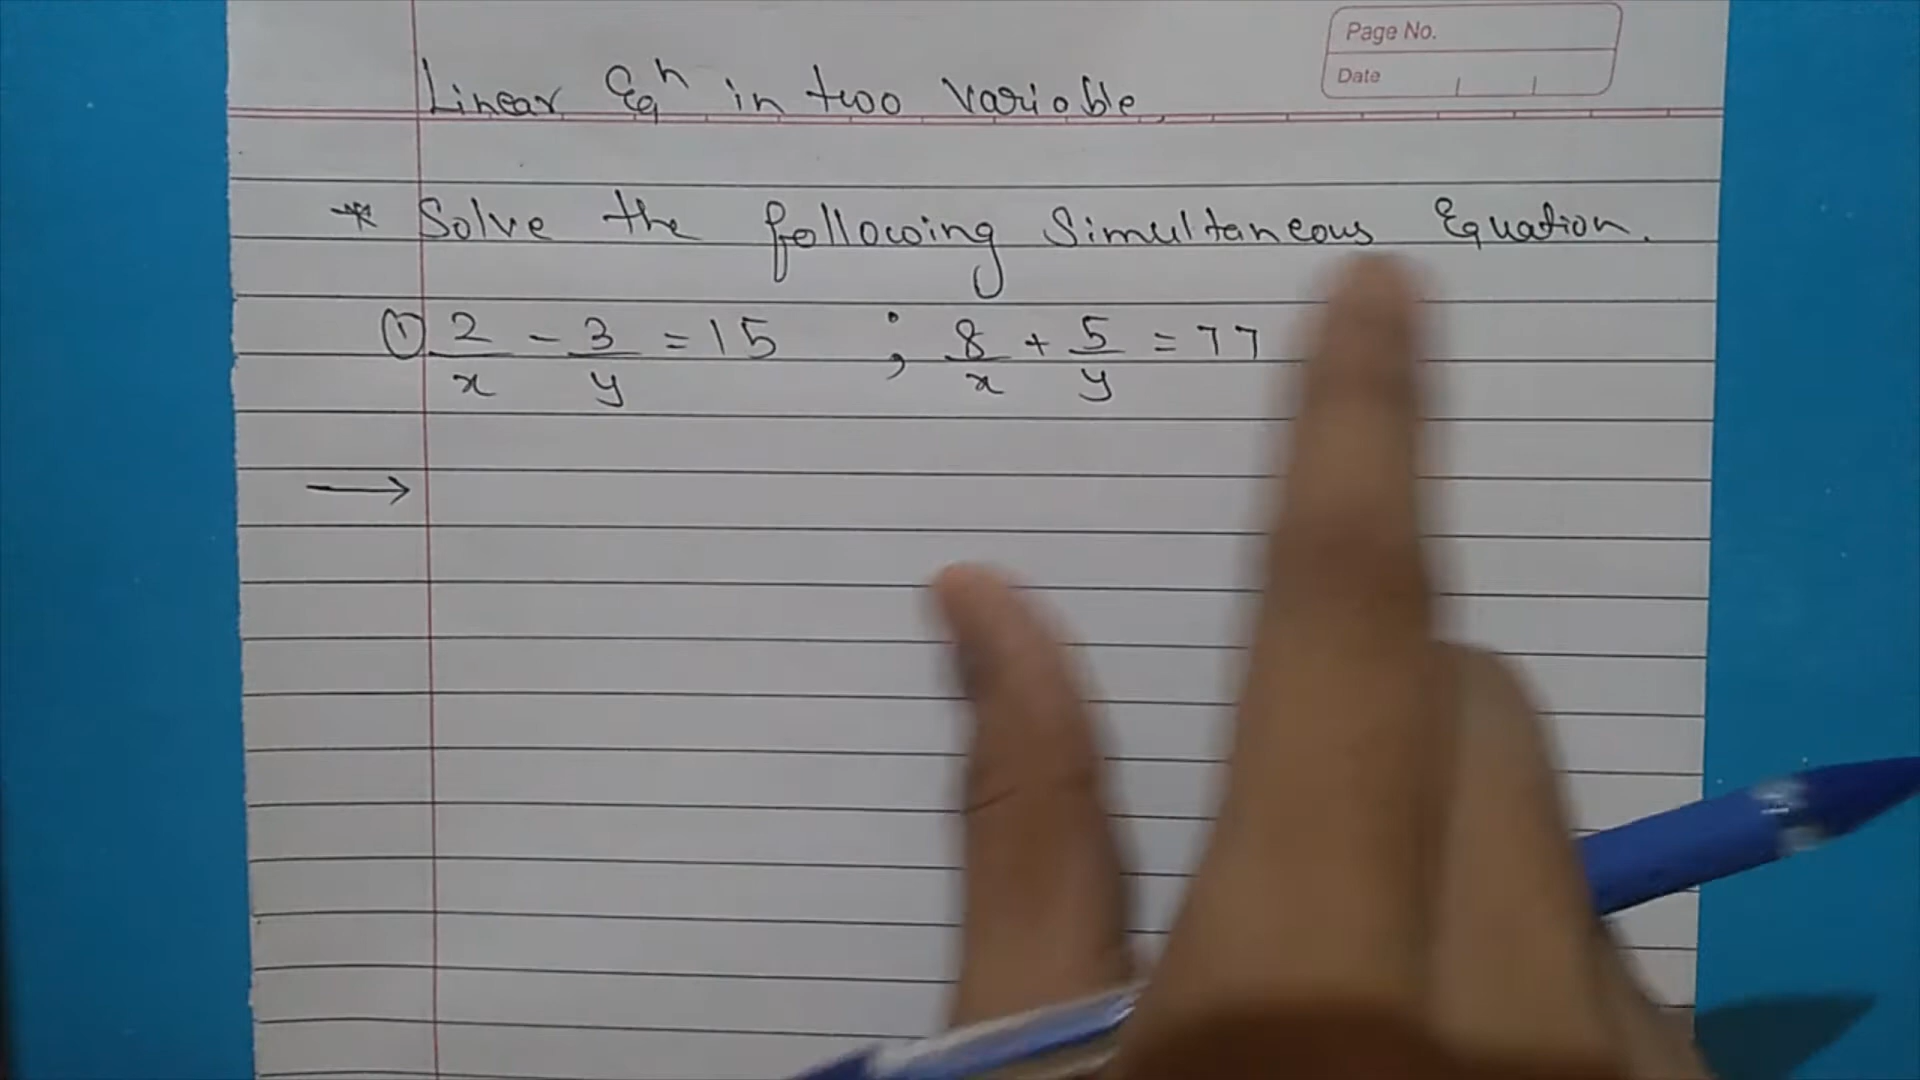 Page No.
Date
Linear Eqn in two variable
* Solve the following Simultaneous Equation.
① 2/x - 3/y = 15 ; 8/x + 5/y = 77
→